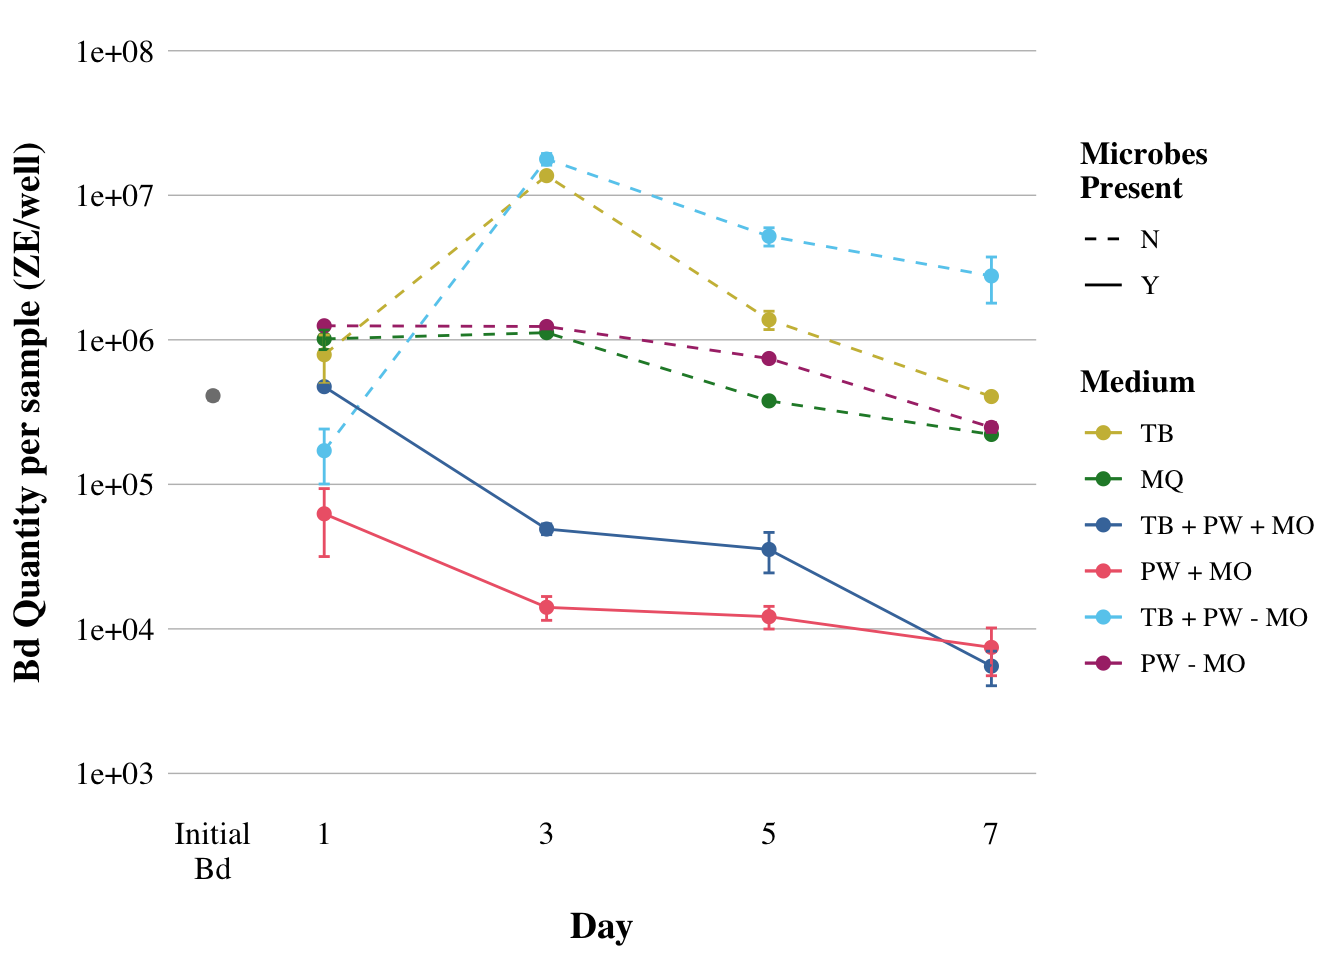 1e+08
1e+07
1e+06
1e+05
1e+04
1e+03
Bd Quantity per sample (ZE/well)
Initial
Bd
1
3
5
7
Day
Microbes
Present
N
Y
Medium
TB
MQ
TB + PW + MO
PW + MO
TB + PW - MO
PW - MO